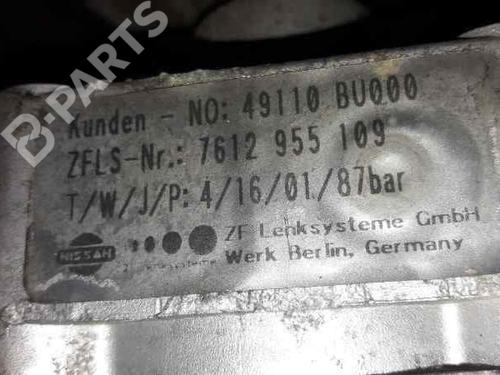 B-PARTS
Kunden - NO: 49110 BU000
ZFLS-Nr.: 7612 955 109
T/W/J/P: 4/16/01/87bar
NISSAN
ZF Lenksysteme GmbH
Werk Berlin, Germany